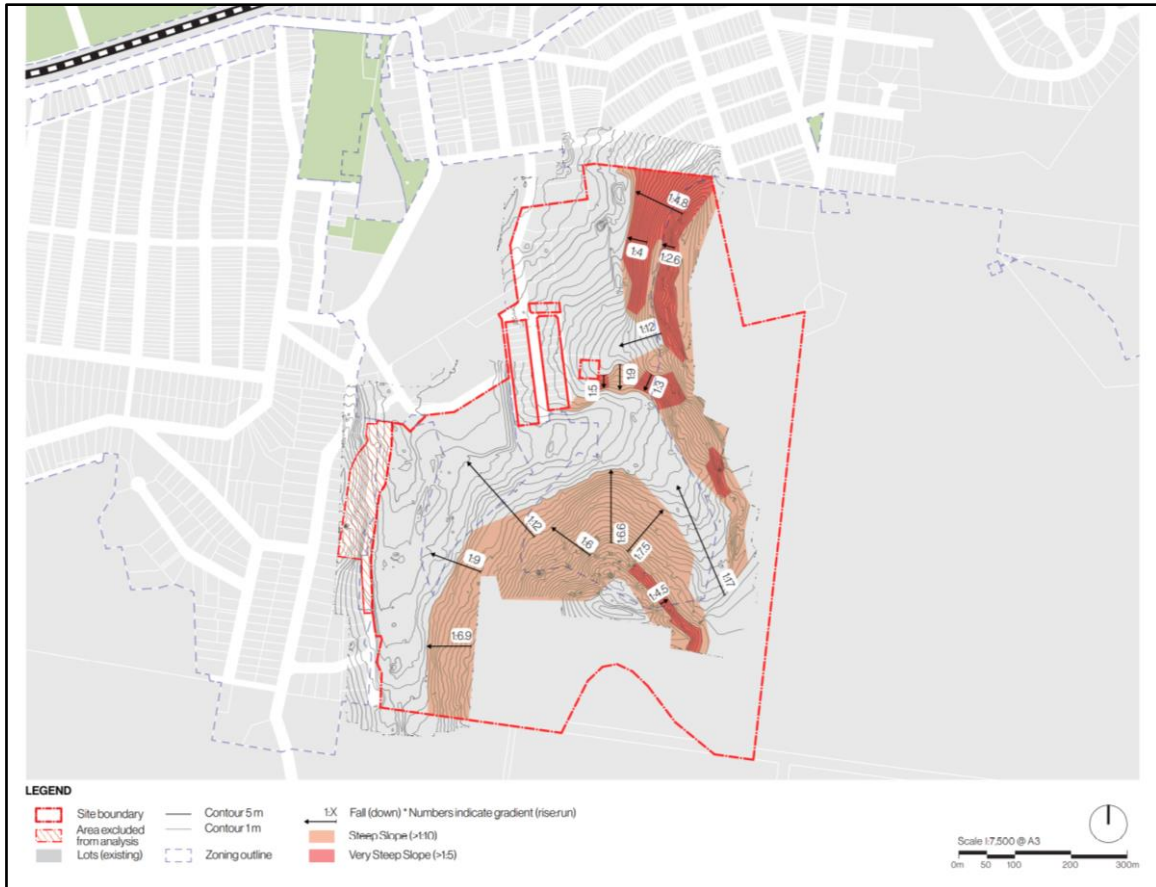 1:4.8
1:4
1:2.6
1:12
1:5
1:9
1:3
1:12
1:6
1:6.6
1:7.5
1:9
1:17
1:4.5
1:6.9
LEGEND
Site boundary
Area excluded
from analysis
Lots (existing)
Contour 5 m
Contour 1 m
Zoning outline
1:X Fall (down) * Numbers indicate gradient (rise:run)
Steep Slope (>1:10)
Very Steep Slope (>1:5)
Scale 1:7,500 @ A3
0m 50 100 200 300m